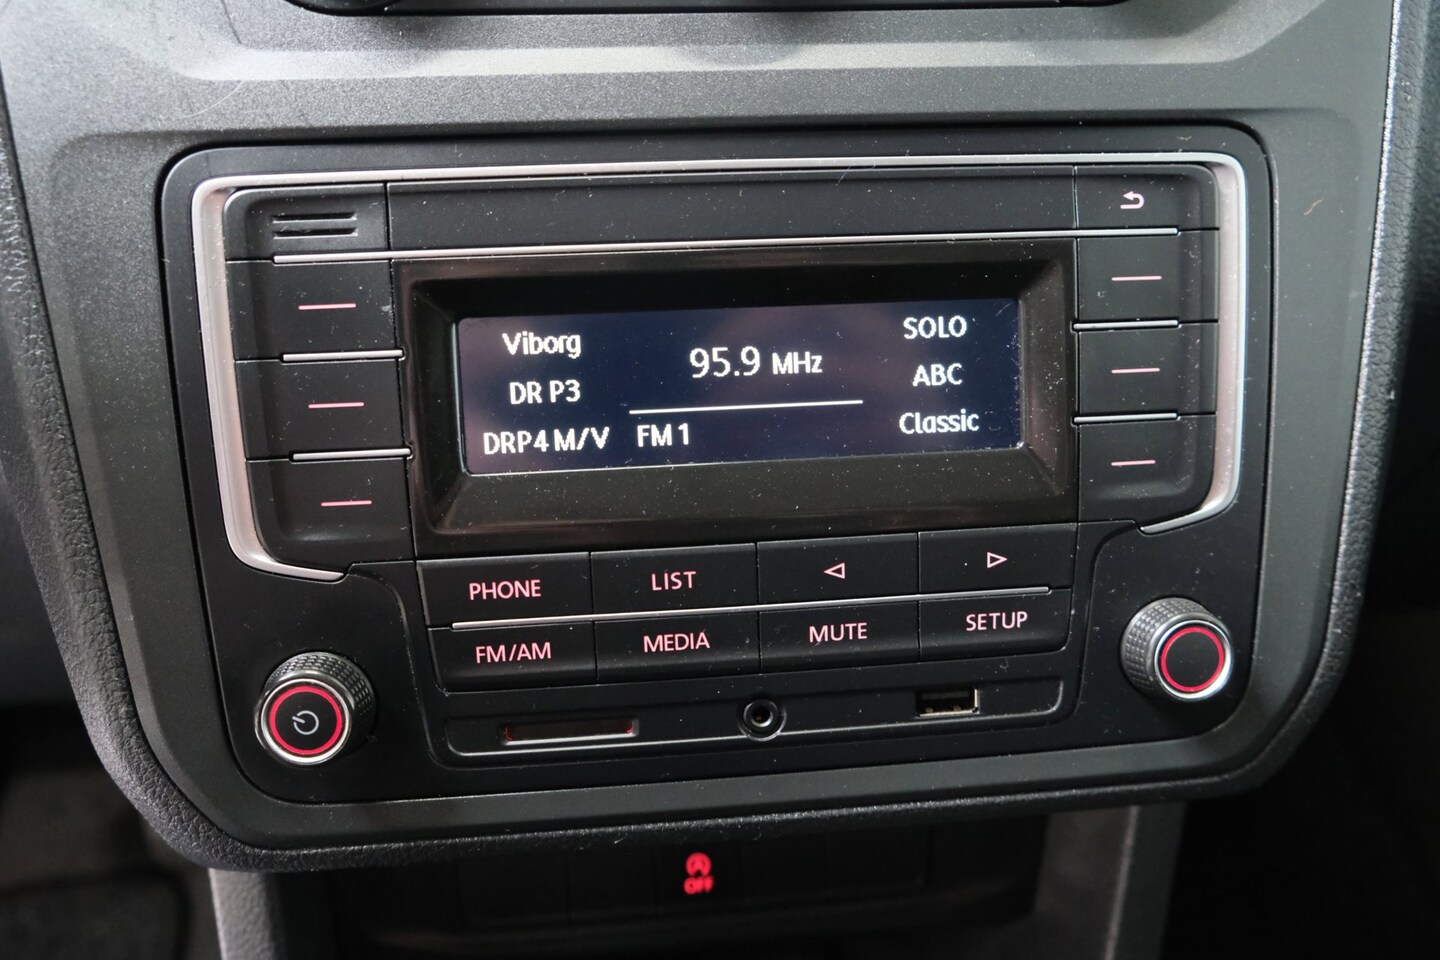 Viborg
DR P3
DRP4 M/V
95.9 MHz
FM 1
SOLO
ABC
Classic
PHONE
LIST
FM/AM
MEDIA
MUTE
SETUP
A
OFF